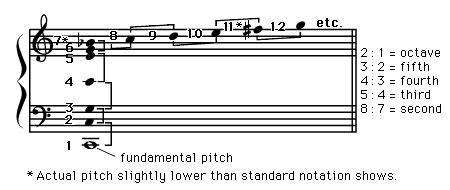 7* 8 9 10 11* 12 etc.
6
5
4
3
2
1
2 : 1 = octave
3 : 2 = fifth
4 : 3 = fourth
5 : 4 = third
8 : 7 = second
fundamental pitch
* Actual pitch slightly lower than standard notation shows.